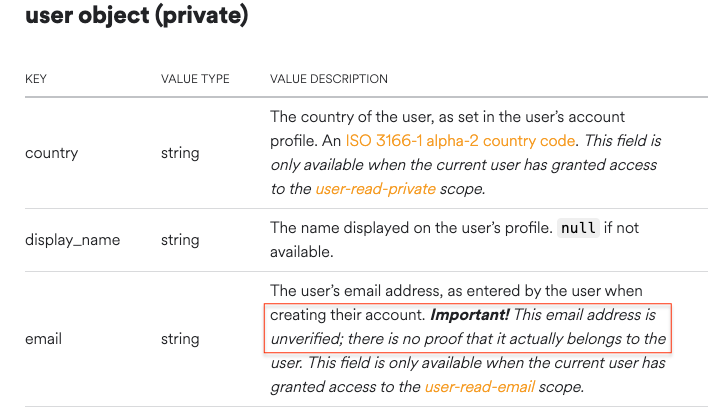 user object (private)
KEY VALUE TYPE VALUE DESCRIPTION
The country of the user, as set in the user’s account
profile. An ISO 3166-1 alpha-2 country code. This field is
country string only available when the current user has granted access
to the user-read-private scope.
The name displayed on the user’s profile. null if not
display_name string
available.
The user’s email address, as entered by the user when
creating their account. Important! This email address is
email string unverified; there is no proof that it actually belongs to the
user. This field is only available when the current user has
granted access to the user-read-email scope.